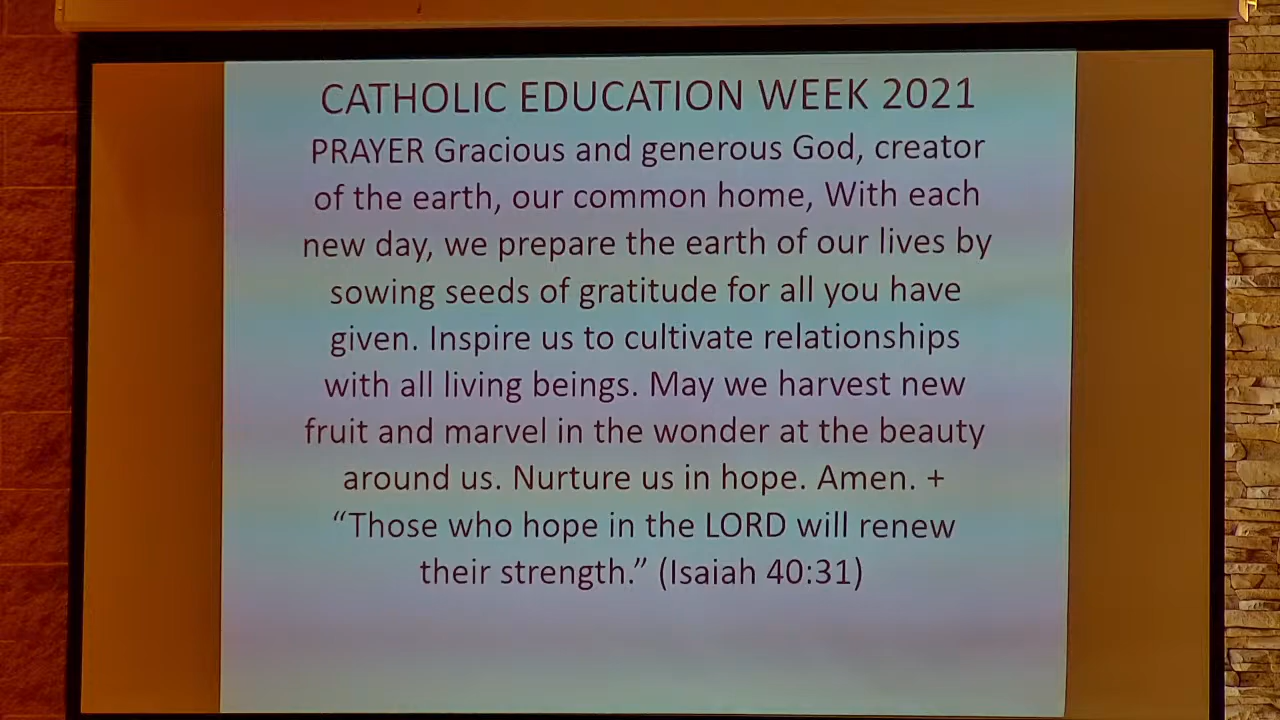 CATHOLIC EDUCATION WEEK 2021
PRAYER Gracious and generous God, creator
of the earth, our common home, With each
new day, we prepare the earth of our lives by
sowing seeds of gratitude for all you have
given. Inspire us to cultivate relationships
with all living beings. May we harvest new
fruit and marvel in the wonder at the beauty
around us. Nurture us in hope. Amen. +
“Those who hope in the LORD will renew
their strength.” (Isaiah 40:31)